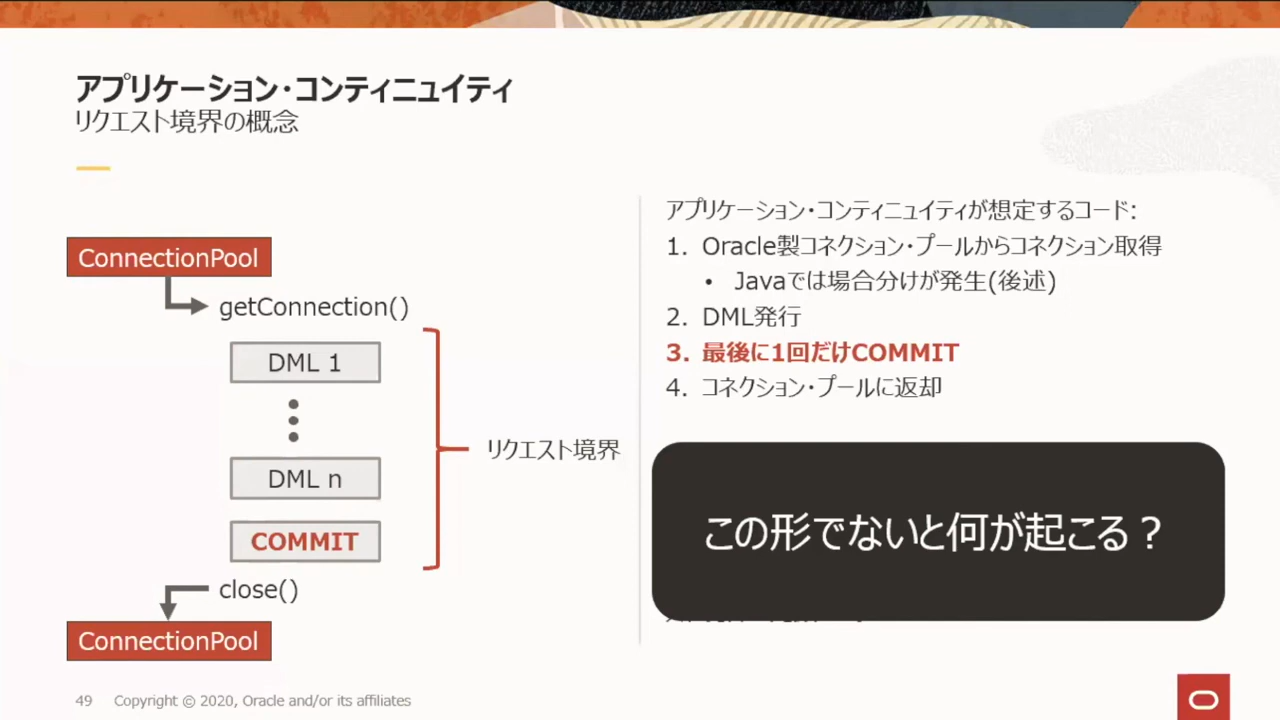 アプリケーション・コンティニュイティ
リクエスト境界の概念
ConnectionPool
getConnection()
DML 1
DML n
COMMIT
リクエスト境界
close()
ConnectionPool
アプリケーション・コンティニュイティが想定するコード:
1. Oracle製コネクション・プールからコネクション取得
• Javaでは場合分けが発生(後述)
2. DML発行
3. 最後に1回だけCOMMIT
4. コネクション・プールに返却
この形でないと何が起こる？
49 Copyright © 2020, Oracle and/or its affiliates